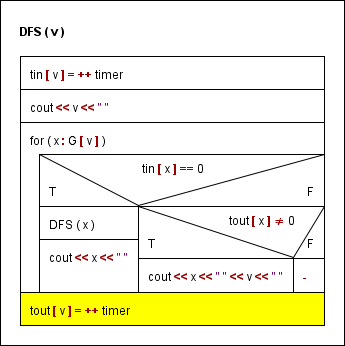 DFS(v)
tin[v]=++timer
cout<<v<<" "
for(x:G[v])
tin[x]==0
T F
DFS(x) tout[x]≠0
cout<<x<<" " T F
cout<<x<<" "<<v<<" " -
tout[v]=++timer